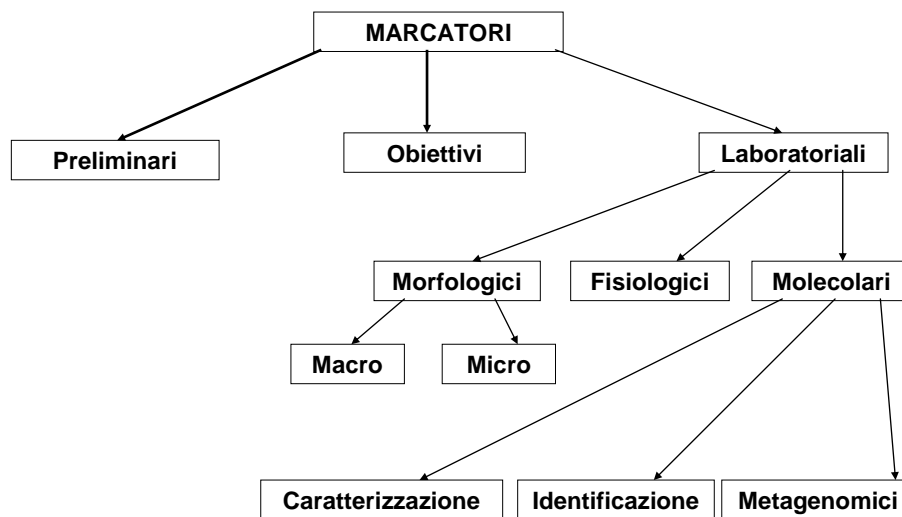 MARCATORI
Preliminari
Obiettivi
Laboratoriali
Morfologici
Fisiologici
Molecolari
Macro
Micro
Caratterizzazione
Identificazione
Metagenomici